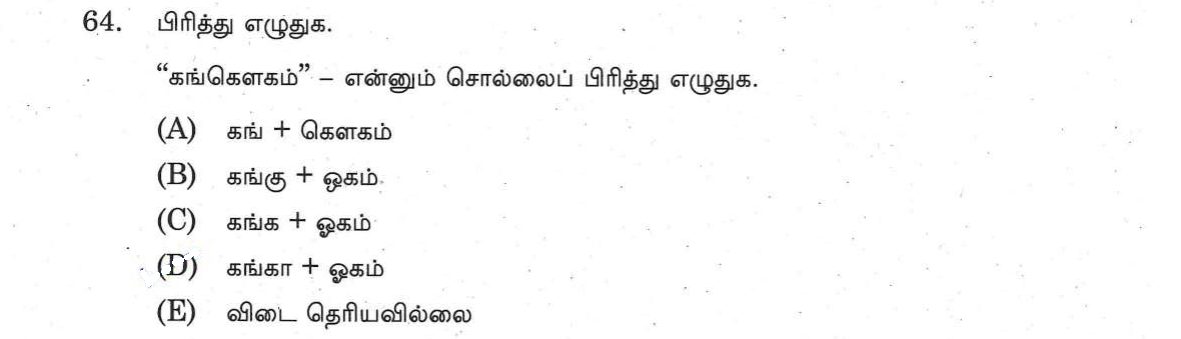 64. பிரித்து எழுதுக.
“கங்கௌகம்” – என்னும் சொல்லைப் பிரித்து எழுதுக.
(A) கங் + கௌகம்
(B) கங்கு + ஒகம்
(C) கங்க + ஓகம்
(D) கங்கா + ஓகம்
(E) விடை தெரியவில்லை